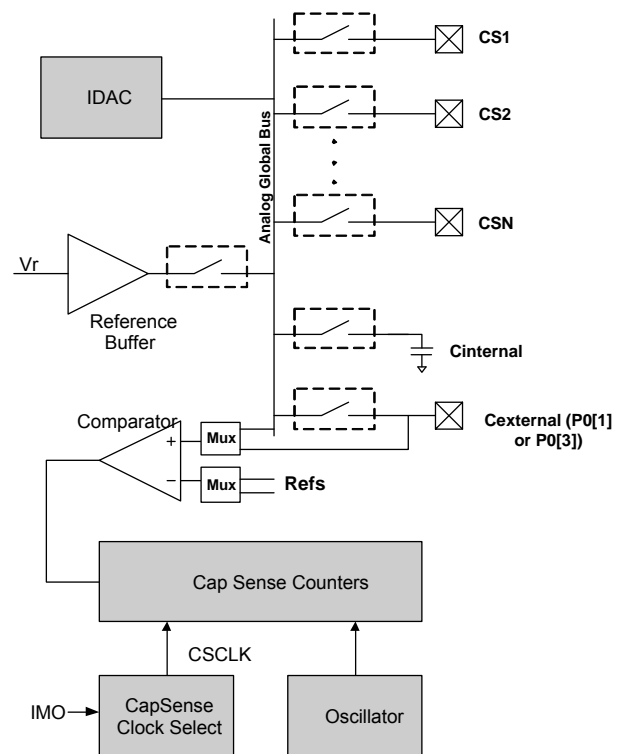 CS1
IDAC
CS2
Analog Global Bus
CSN
Vr
Reference
Buffer
Cinternal
Comparator
Mux
Cexternal (P0[1]
or P0[3])
+
−
Mux
Refs
Cap Sense Counters
CSCLK
IMO
CapSense
Clock Select
Oscillator